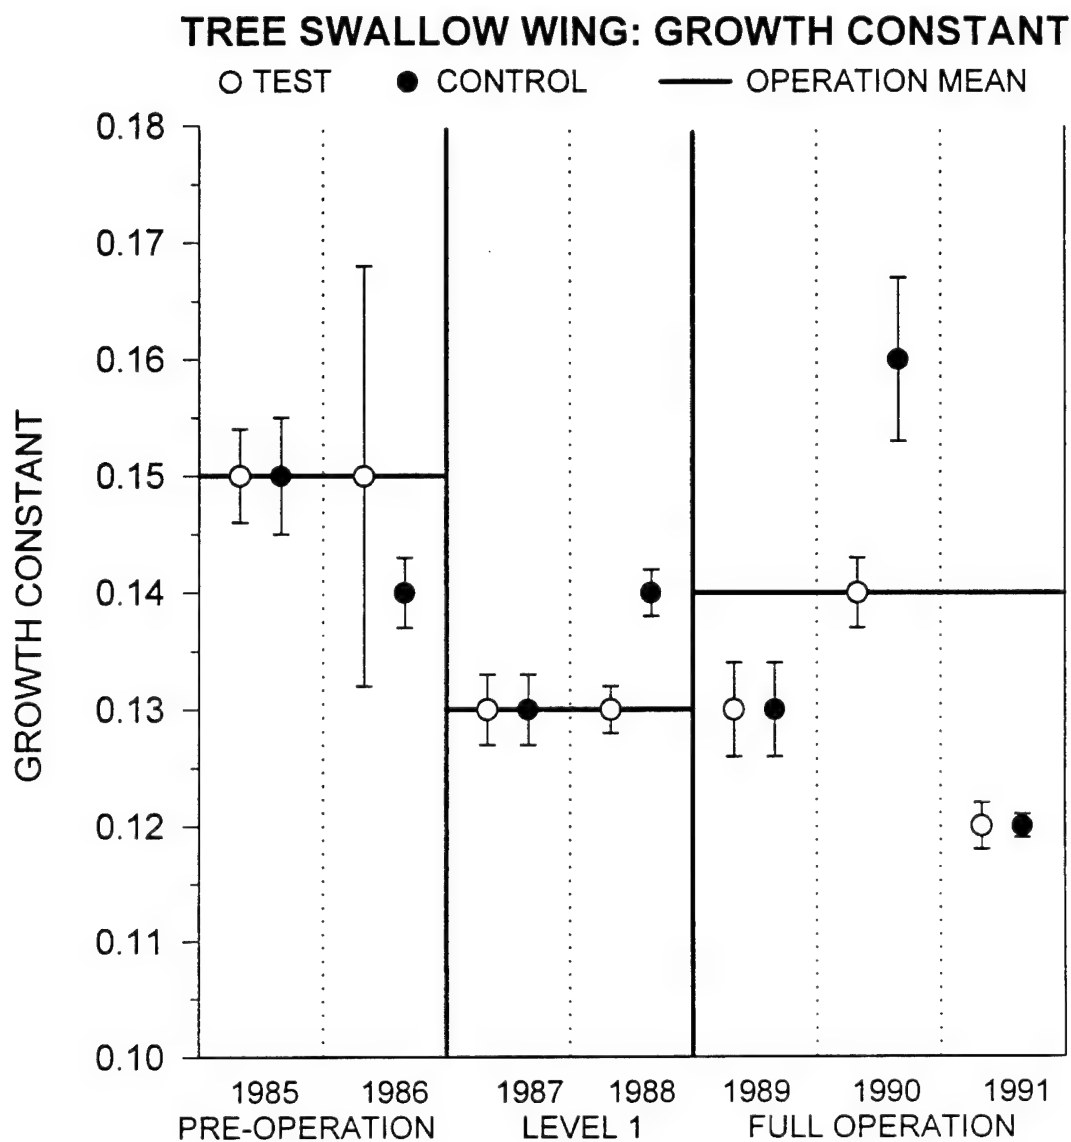 TREE SWALLOW WING: GROWTH CONSTANT
TEST CONTROL OPERATION MEAN
GROWTH CONSTANT
0.18
0.17
0.16
0.15
0.14
0.13
0.12
0.11
0.10
1985 1986 1987 1988 1989 1990 1991
PRE-OPERATION LEVEL 1 FULL OPERATION